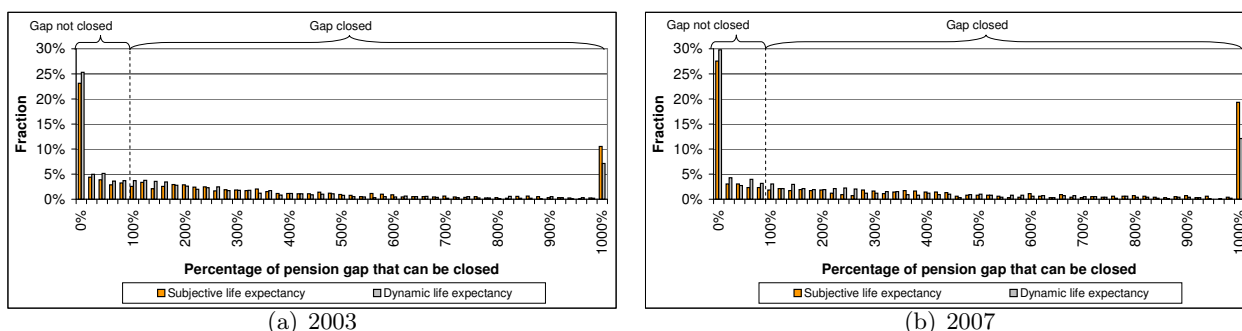 Gap not closed Gap closed
30%
25%
20%
15%
10%
5%
0%
Fraction
0% 100% 200% 300% 400% 500% 600% 700% 800% 900% 1000%
Percentage of pension gap that can be closed
Subjective life expectancy Dynamic life expectancy
(a) 2003
Gap not closed Gap closed
30%
25%
20%
15%
10%
5%
0%
Fraction
0% 100% 200% 300% 400% 500% 600% 700% 800% 900% 1000%
Percentage of pension gap that can be closed
Subjective life expectancy Dynamic life expectancy
(b) 2007